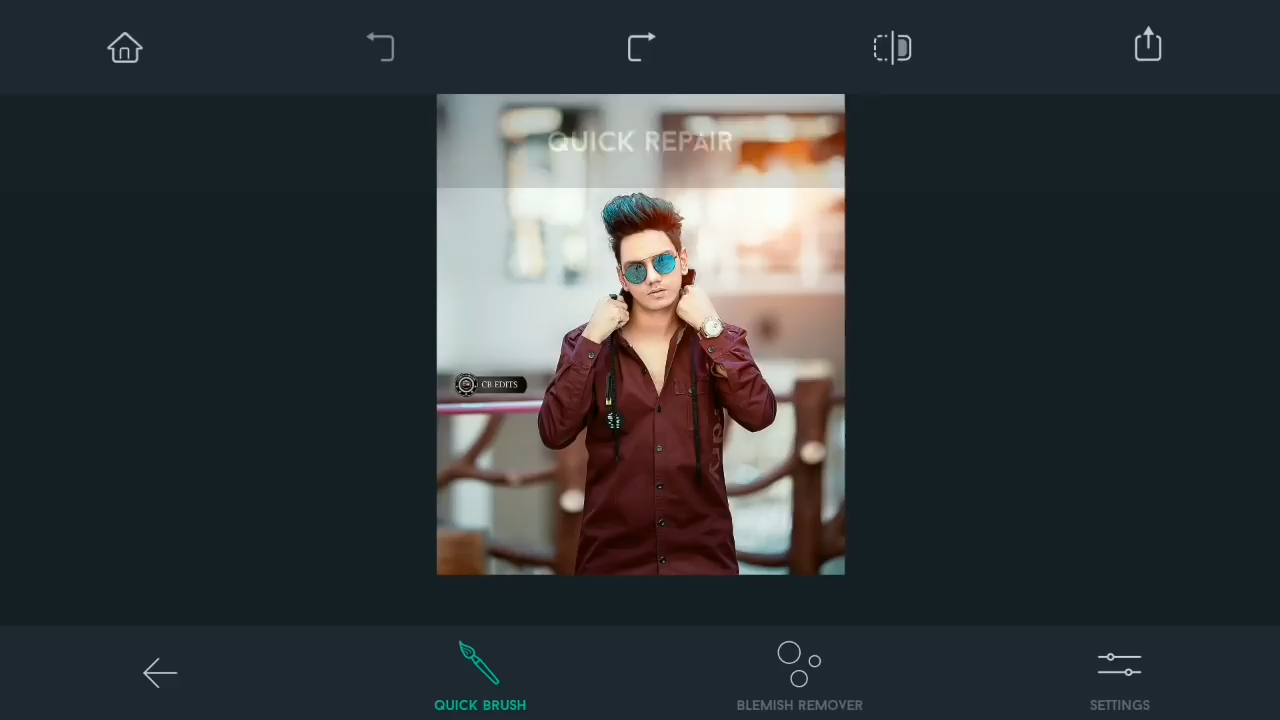 QUICK REPAIR
CB EDITS
QUICK BRUSH
BLEMISH REMOVER
SETTINGS